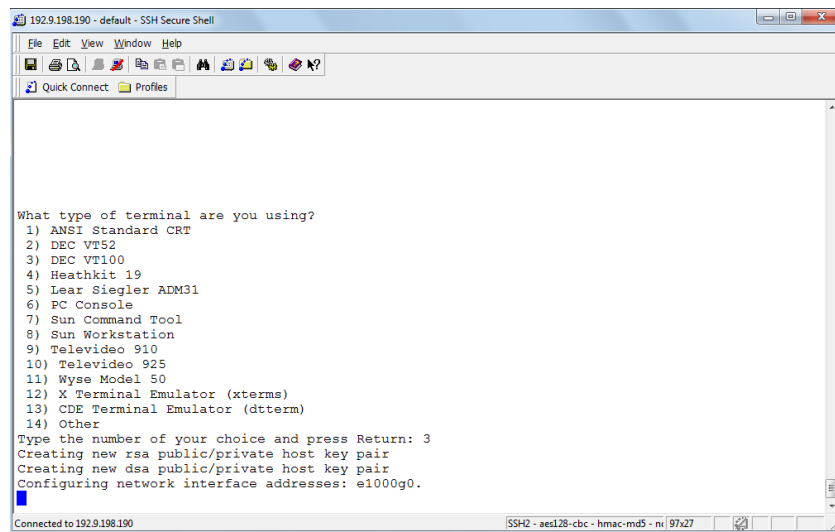 192.9.198.190 - default - SSH Secure Shell
File Edit View Window Help
Quick Connect Profiles
What type of terminal are you using?
1) ANSI Standard CRT
2) DEC VT52
3) DEC VT100
4) Heathkit 19
5) Lear Siegler ADM31
6) PC Console
7) Sun Command Tool
8) Sun Workstation
9) Televideo 910
10) Televideo 925
11) Wyse Model 50
12) X Terminal Emulator (xterms)
13) CDE Terminal Emulator (dtterm)
14) Other
Type the number of your choice and press Return: 3
Creating new rsa public/private host key pair
Creating new dsa public/private host key pair
Configuring network interface addresses: e1000g0.
Connected to 192.9.198.190 SSH2 - aes128-cbc - hmac-md5 - 97x27